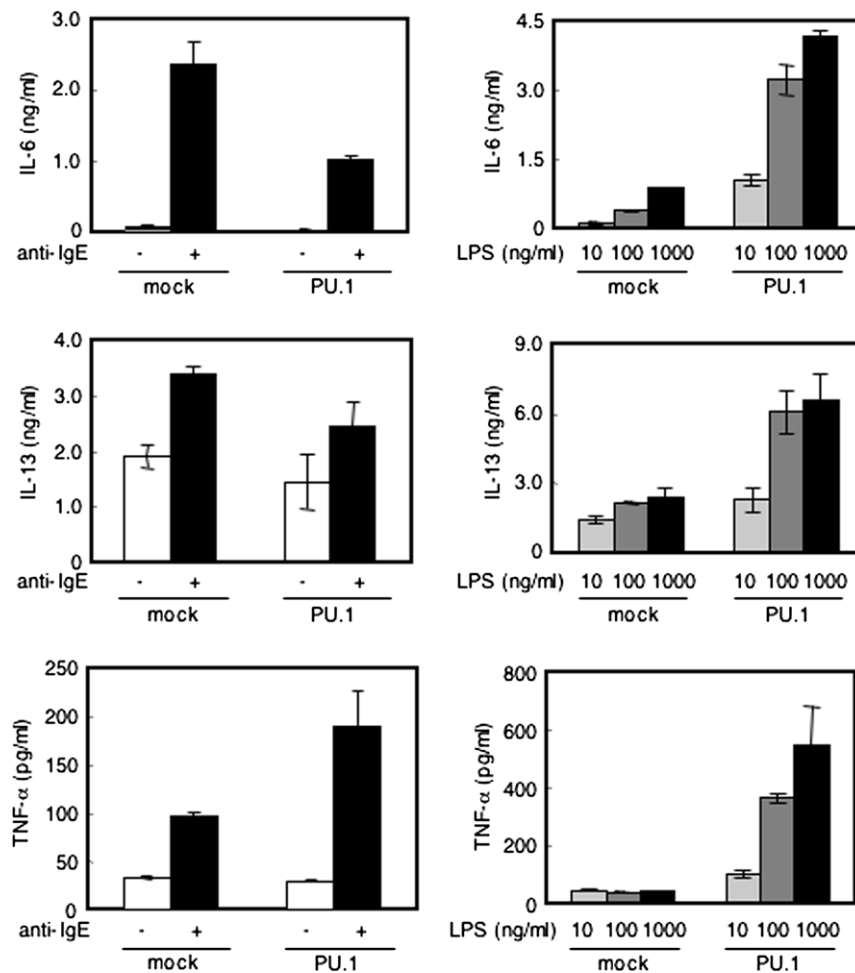 IL-6 (ng/ml)
3.0
2.0
1.0
0
anti-IgE - + - +
mock PU.1
IL-6 (ng/ml)
4.5
3.0
1.5
0
LPS (ng/ml) 10 100 1000 10 100 1000
mock PU.1
IL-13 (ng/ml)
4.0
3.0
2.0
1.0
0
anti-IgE - + - +
mock PU.1
IL-13 (ng/ml)
9.0
6.0
3.0
0
LPS (ng/ml) 10 100 1000 10 100 1000
mock PU.1
TNF-α (pg/ml)
250
200
150
100
50
0
anti-IgE - + - +
mock PU.1
TNF-α (pg/ml)
800
600
400
200
0
LPS (ng/ml) 10 100 1000 10 100 1000
mock PU.1